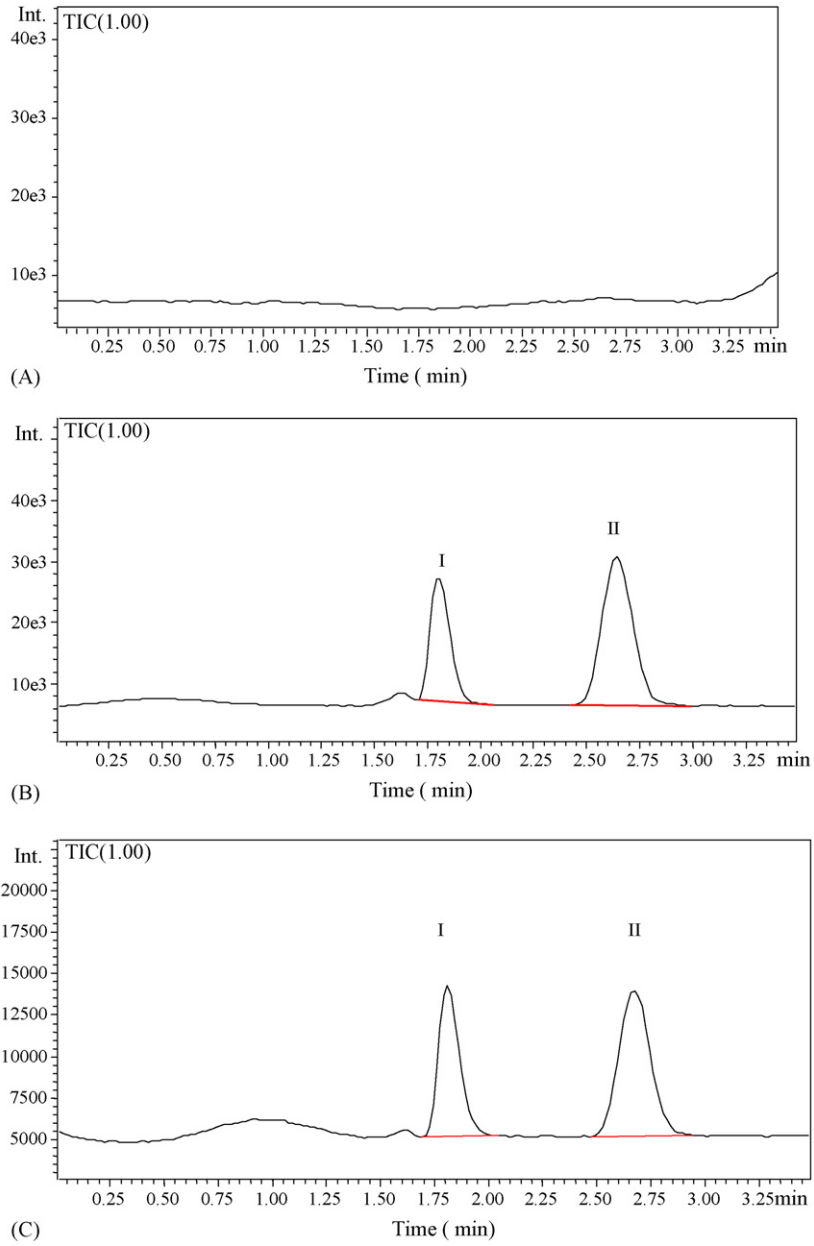 Int.
TIC(1.00)
40e3
30e3
20e3
10e3
0.25 0.50 0.75 1.00 1.25 1.50 1.75 2.00 2.25 2.50 2.75 3.00 3.25 min
(A)
Time ( min)
Int.
TIC(1.00)
40e3
30e3
20e3
10e3
I
II
0.25 0.50 0.75 1.00 1.25 1.50 1.75 2.00 2.25 2.50 2.75 3.00 3.25 min
(B)
Time ( min)
Int.
TIC(1.00)
20000
17500
15000
12500
10000
7500
5000
I
II
0.25 0.50 0.75 1.00 1.25 1.50 1.75 2.00 2.25 2.50 2.75 3.00 3.25min
(C)
Time ( min)